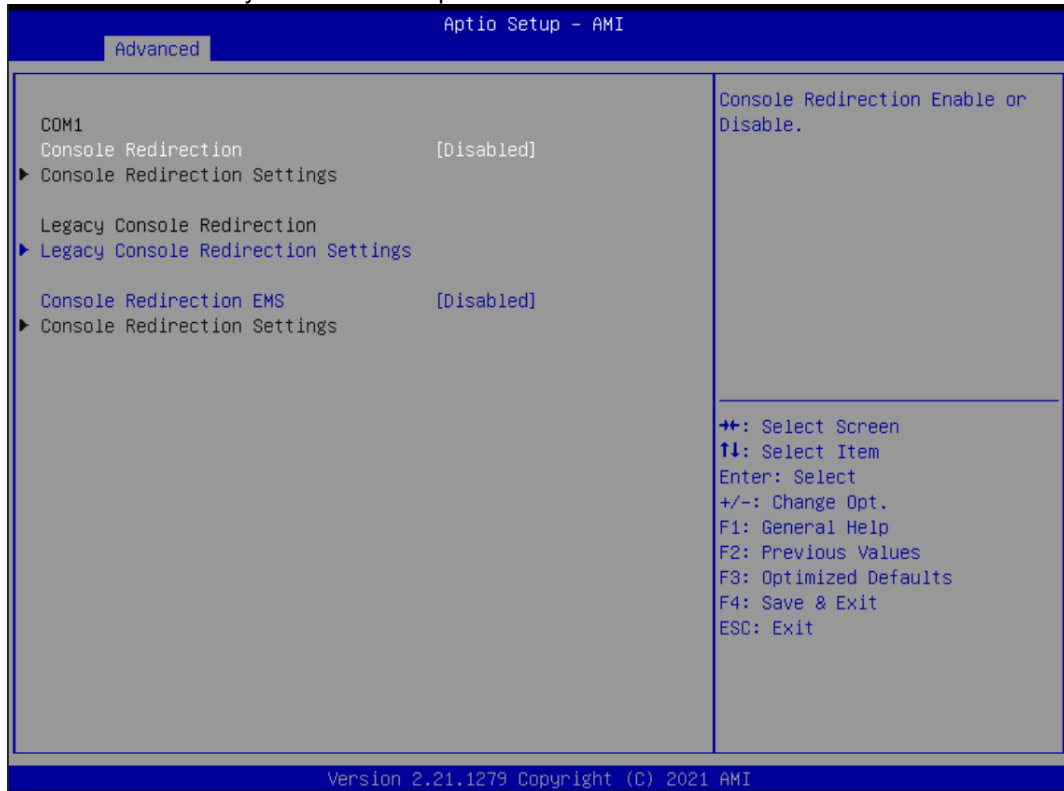 Aptio Setup – AMI
Advanced
COM1
Console Redirection [Disabled]
▶ Console Redirection Settings
Legacy Console Redirection
▶ Legacy Console Redirection Settings
Console Redirection EMS [Disabled]
▶ Console Redirection Settings
Console Redirection Enable or
Disable.
→←: Select Screen
↑↓: Select Item
Enter: Select
+/-: Change Opt.
F1: General Help
F2: Previous Values
F3: Optimized Defaults
F4: Save & Exit
ESC: Exit
Version 2.21.1279 Copyright (C) 2021 AMI